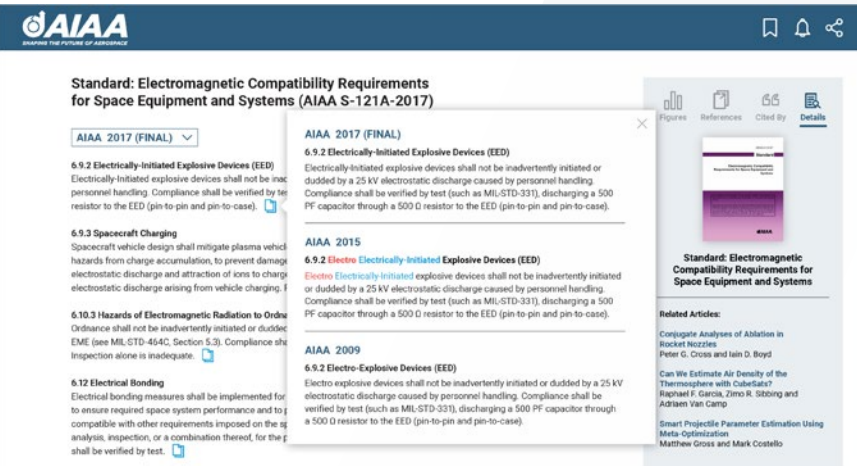 AIAA
SHAPING THE FUTURE OF AEROSPACE
Standard: Electromagnetic Compatibility Requirements
for Space Equipment and Systems (AIAA S-121A-2017)
AIAA 2017 (FINAL)
6.9.2 Electrically-Initiated Explosive Devices (EED)
Electrically-Initiated explosive devices shall not be
personnel handling. Compliance shall be verified by
resistor to the EED (pin-to-pin and pin-to-case).
6.9.3 Spacecraft Charging
Spacecraft vehicle design shall mitigate plasma
hazards from charge accumulation, to prevent damage
electrostatic discharge and attraction of ions to
electrostatic discharge arising from vehicle charging.
6.10.3 Hazards of Electromagnetic Radiation to
Ordnance shall not be inadvertently initiated or dudded
EME (see MIL-STD-464C, Section 5.3). Compliance
Inspection alone is inadequate.
6.12 Electrical Bonding
Electrical bonding measures shall be implemented for
to ensure required space system performance and to
compatible with other requirements imposed on the
analysis, inspection, or a combination thereof, for the
shall be verified by test.
AIAA 2017 (FINAL)
6.9.2 Electrically-Initiated Explosive Devices (EED)
Electrically-Initiated explosive devices shall not be inadvertently initiated or
dudded by a 25 kV electrostatic discharge caused by personnel handling.
Compliance shall be verified by test (such as MIL-STD-331), discharging a 500
PF capacitor through a 500 Ω resistor to the EED (pin-to-pin and pin-to-case).
AIAA 2015
6.9.2 Electro Electrically-Initiated Explosive Devices (EED)
Electro Electrically-Initiated explosive devices shall not be inadvertently initiated
or dudded by a 25 kV electrostatic discharge caused by personnel handling.
Compliance shall be verified by test (such as MIL-STD-331), discharging a 500
PF capacitor through a 500 Ω resistor to the EED (pin-to-pin and pin-to-case).
AIAA 2009
6.9.2 Electro-Explosive Devices (EED)
Electro explosive devices shall not be inadvertently initiated or dudded by a 25 kV
electrostatic discharge caused by personnel handling. Compliance shall be
verified by test (such as MIL-STD-331), discharging a 500 PF capacitor through
a 500 Ω resistor to the EED (pin-to-pin and pin-to-case).
Figures
References
Cited By
Details
Standard: Electromagnetic
Compatibility Requirements for
Space Equipment and Systems
Related Articles:
Conjugate Analyses of Ablation in
Rocket Nozzles
Peter G. Cross and Iain D. Boyd
Can We Estimate Air Density of the
Thermosphere with CubeSats?
Raphael F. Garcia, Zimo R. Sibbing and
Adriaen Van Camp
Smart Projectile Parameter Estimation Using
Meta-Optimization
Matthew Gross and Mark Costello